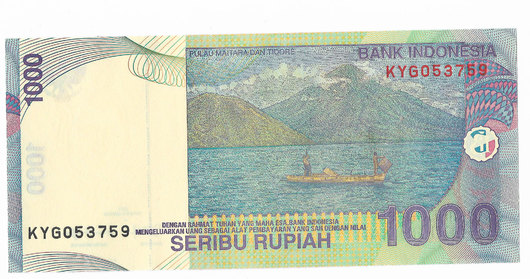 1000
PULAU MAITARA DAN TIDORE
BANK INDONESIA
KYG053759
1000
DENGAN RAHMAT TUHAN YANG MAHA ESA, BANK INDONESIA
MENGELUARKAN UANG SEBAGAI ALAT PEMBAYARAN YANG SAH DENGAN NILAI
KYG053759
SERIBU RUPIAH
1000